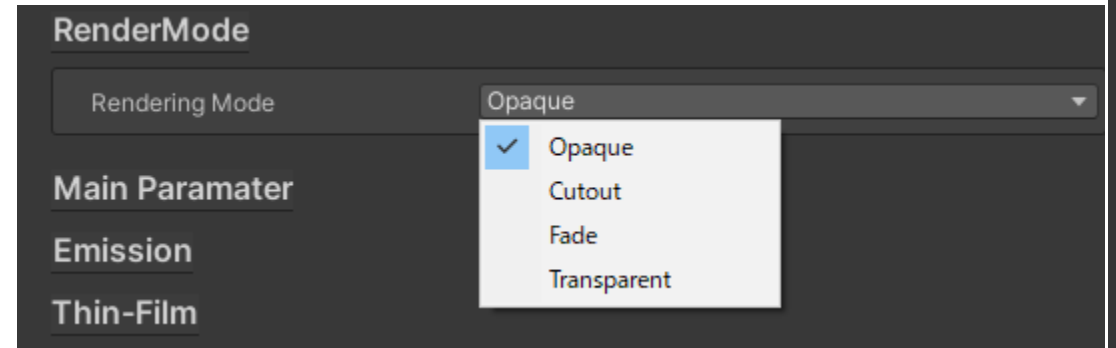 RenderMode
Rendering Mode
Opaque
Opaque
Cutout
Fade
Transparent
Main Paramater
Emission
Thin-Film